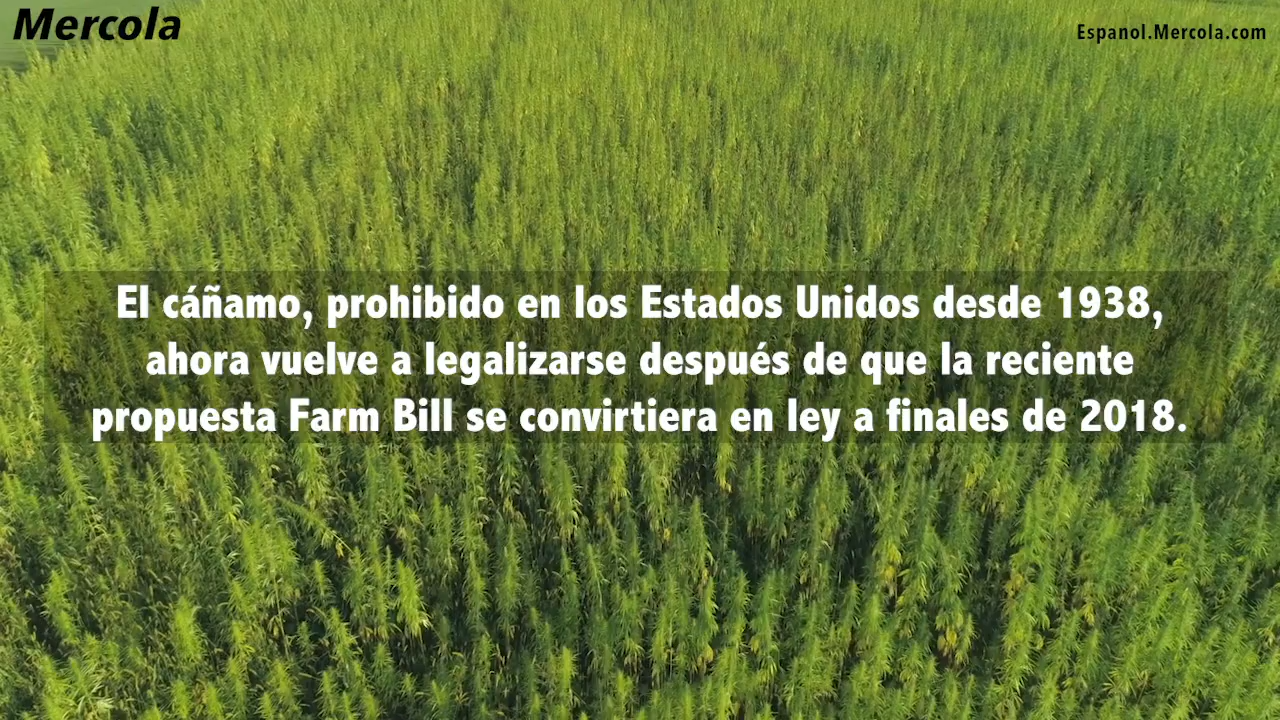 Mercola
Espanol.Mercola.com
El cáñamo, prohibido en los Estados Unidos desde 1938,
ahora vuelve a legalizarse después de que la reciente
propuesta Farm Bill se convirtiera en ley a finales de 2018.